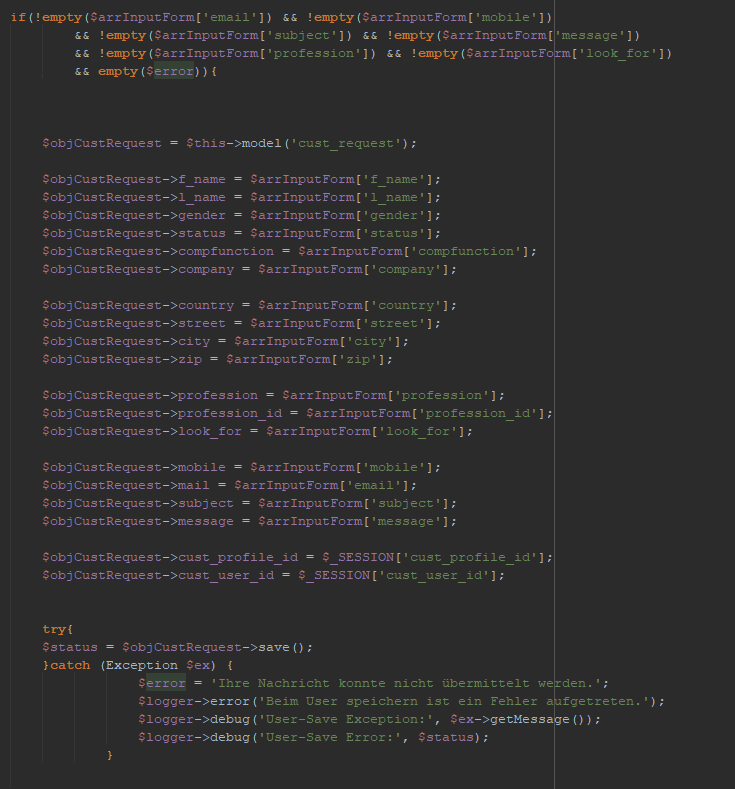 if(!empty($arrInputForm['email']) && !empty($arrInputForm['mobile'])
&& !empty($arrInputForm['subject']) && !empty($arrInputForm['message'])
&& !empty($arrInputForm['profession']) && !empty($arrInputForm['look_for'])
&& empty($error)){
$objCustRequest = $this->model('cust_request');
$objCustRequest->f_name = $arrInputForm['f_name'];
$objCustRequest->l_name = $arrInputForm['l_name'];
$objCustRequest->gender = $arrInputForm['gender'];
$objCustRequest->status = $arrInputForm['status'];
$objCustRequest->compfunction = $arrInputForm['compfunction'];
$objCustRequest->company = $arrInputForm['company'];
$objCustRequest->country = $arrInputForm['country'];
$objCustRequest->street = $arrInputForm['street'];
$objCustRequest->city = $arrInputForm['city'];
$objCustRequest->zip = $arrInputForm['zip'];
$objCustRequest->profession = $arrInputForm['profession'];
$objCustRequest->profession_id = $arrInputForm['profession_id'];
$objCustRequest->look_for = $arrInputForm['look_for'];
$objCustRequest->mobile = $arrInputForm['mobile'];
$objCustRequest->mail = $arrInputForm['email'];
$objCustRequest->subject = $arrInputForm['subject'];
$objCustRequest->message = $arrInputForm['message'];
$objCustRequest->cust_profile_id = $_SESSION['cust_profile_id'];
$objCustRequest->cust_user_id = $_SESSION['cust_user_id'];
try{
$status = $objCustRequest->save();
}catch (Exception $ex) {
$error = 'Ihre Nachricht konnte nicht übermittelt werden.';
$logger->error('Beim User speichern ist ein Fehler aufgetreten.');
$logger->debug('User-Save Exception:', $ex->getMessage());
$logger->debug('User-Save Error:', $status);
}